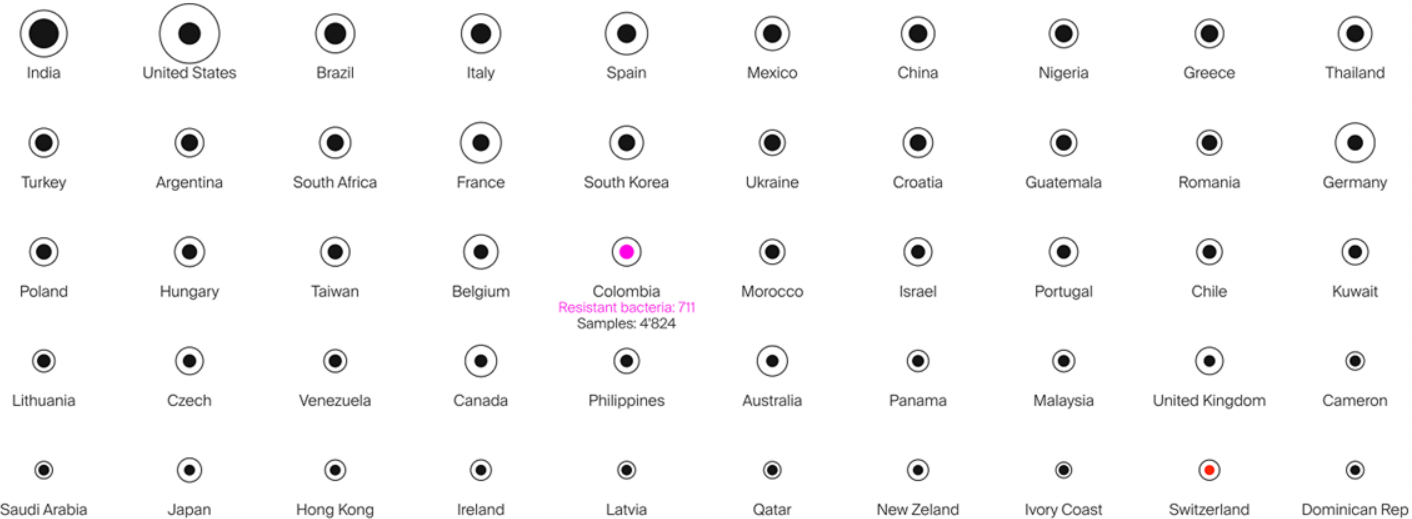 India
United States
Brazil
Italy
Spain
Mexico
China
Nigeria
Greece
Thailand
Turkey
Argentina
South Africa
France
South Korea
Ukraine
Croatia
Guatemala
Romania
Germany
Poland
Hungary
Taiwan
Belgium
Colombia
Resistant bacteria: 711
Samples: 4'824
Morocco
Israel
Portugal
Chile
Kuwait
Lithuania
Czech
Venezuela
Canada
Philippines
Australia
Panama
Malaysia
United Kingdom
Cameron
Saudi Arabia
Japan
Hong Kong
Ireland
Latvia
Qatar
New Zeland
Ivory Coast
Switzerland
Dominican Rep